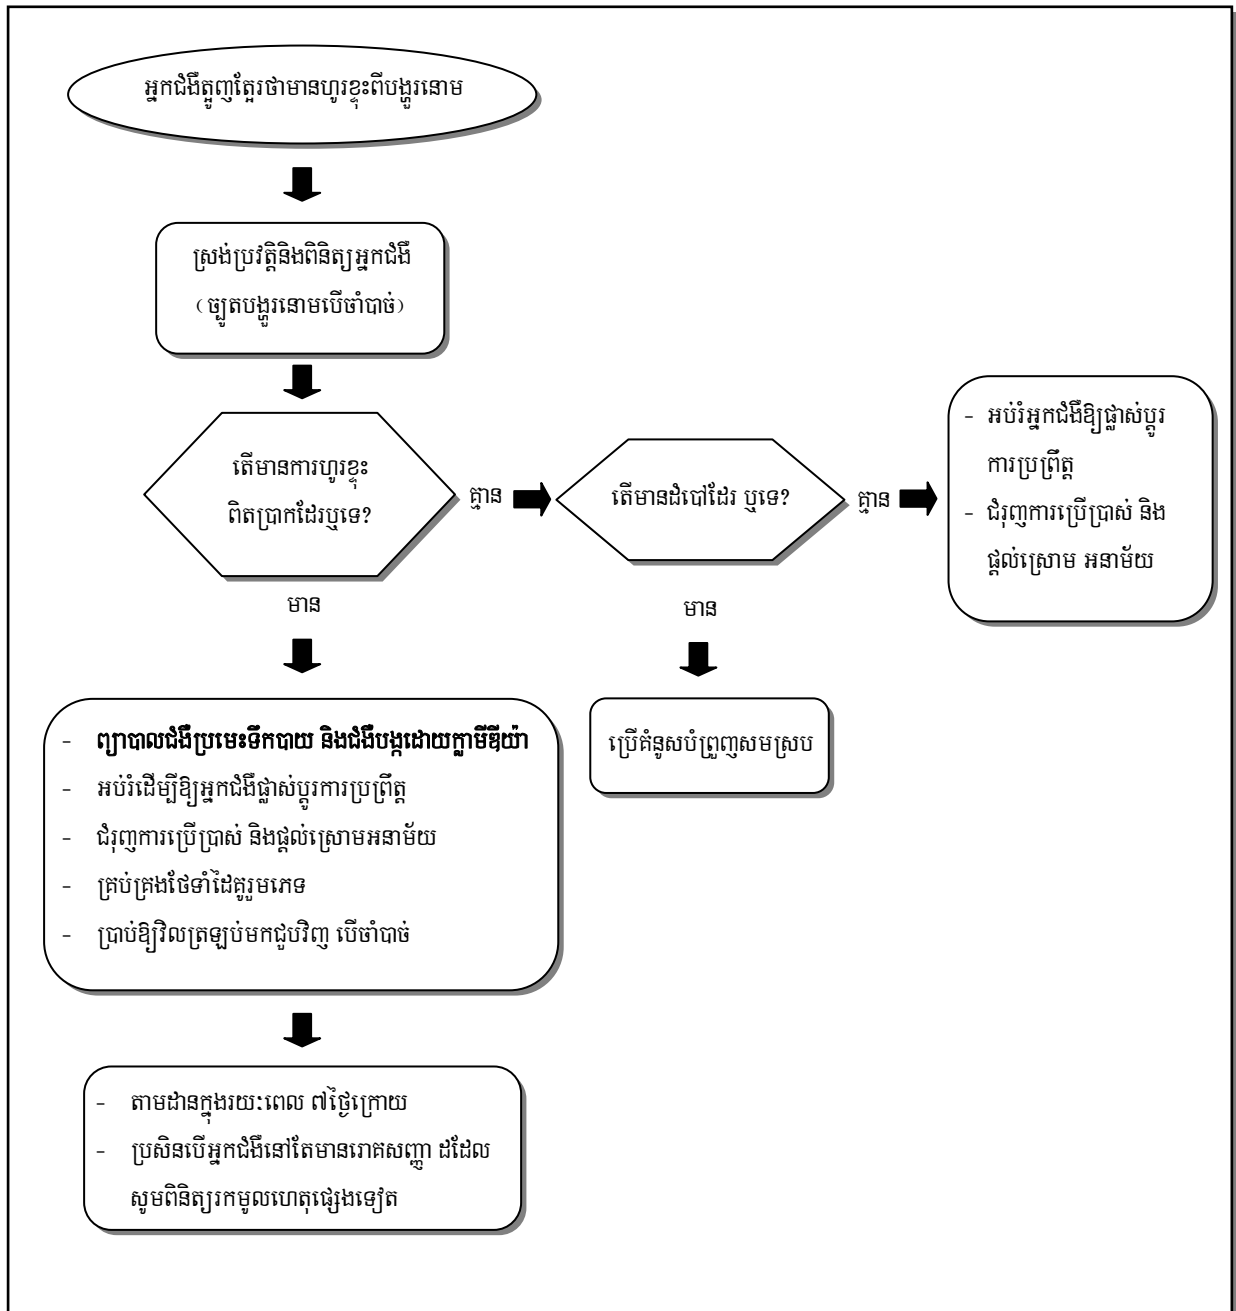 អ្នកជំងឺត្អូញត្អែរថាមានហូរខ្ទុះពីបង្ហួរនោម
ស្រង់ប្រវត្តិនិងពិនិត្យអ្នកជំងឺ
(ច្បូតបង្ហួរនោមបើចាំបាច់)
តើមានការហូរខ្ទុះ
ពិតប្រាកដែរឬទេ?
គ្មាន
តើមានដំបៅដែរ ឬទេ?
គ្មាន
- អប់រំអ្នកជំងឺឱ្យផ្លាស់ប្តូរ
ការប្រព្រឹត្ត
- ជំរុញការប្រើប្រាស់ និង
ផ្តល់ស្រោម អនាម័យ
មាន
មាន
- ព្យាបាលជំងឺប្រមេះទឹកបាយ និងជំងឺបង្កដោយក្លាមីឌីយ៉ា
- អប់រំដើម្បីឱ្យអ្នកជំងឺផ្លាស់ប្តូរការប្រព្រឹត្ត
- ជំរុញការប្រើប្រាស់ និងផ្តល់ស្រោមអនាម័យ
- គ្រប់គ្រងថែទាំដៃគូរួមភេទ
- ប្រាប់ឱ្យវិលត្រឡប់មកជួបវិញ បើចាំបាច់
ប្រើគំនូសបំព្រួញសមស្រប
- តាមដានក្នុងរយៈពេល ៧ថ្ងៃក្រោយ
- ប្រសិនបើអ្នកជំងឺនៅតែមានរោគសញ្ញា ដដែល
សូមពិនិត្យរកមូលហេតុផ្សេងទៀត